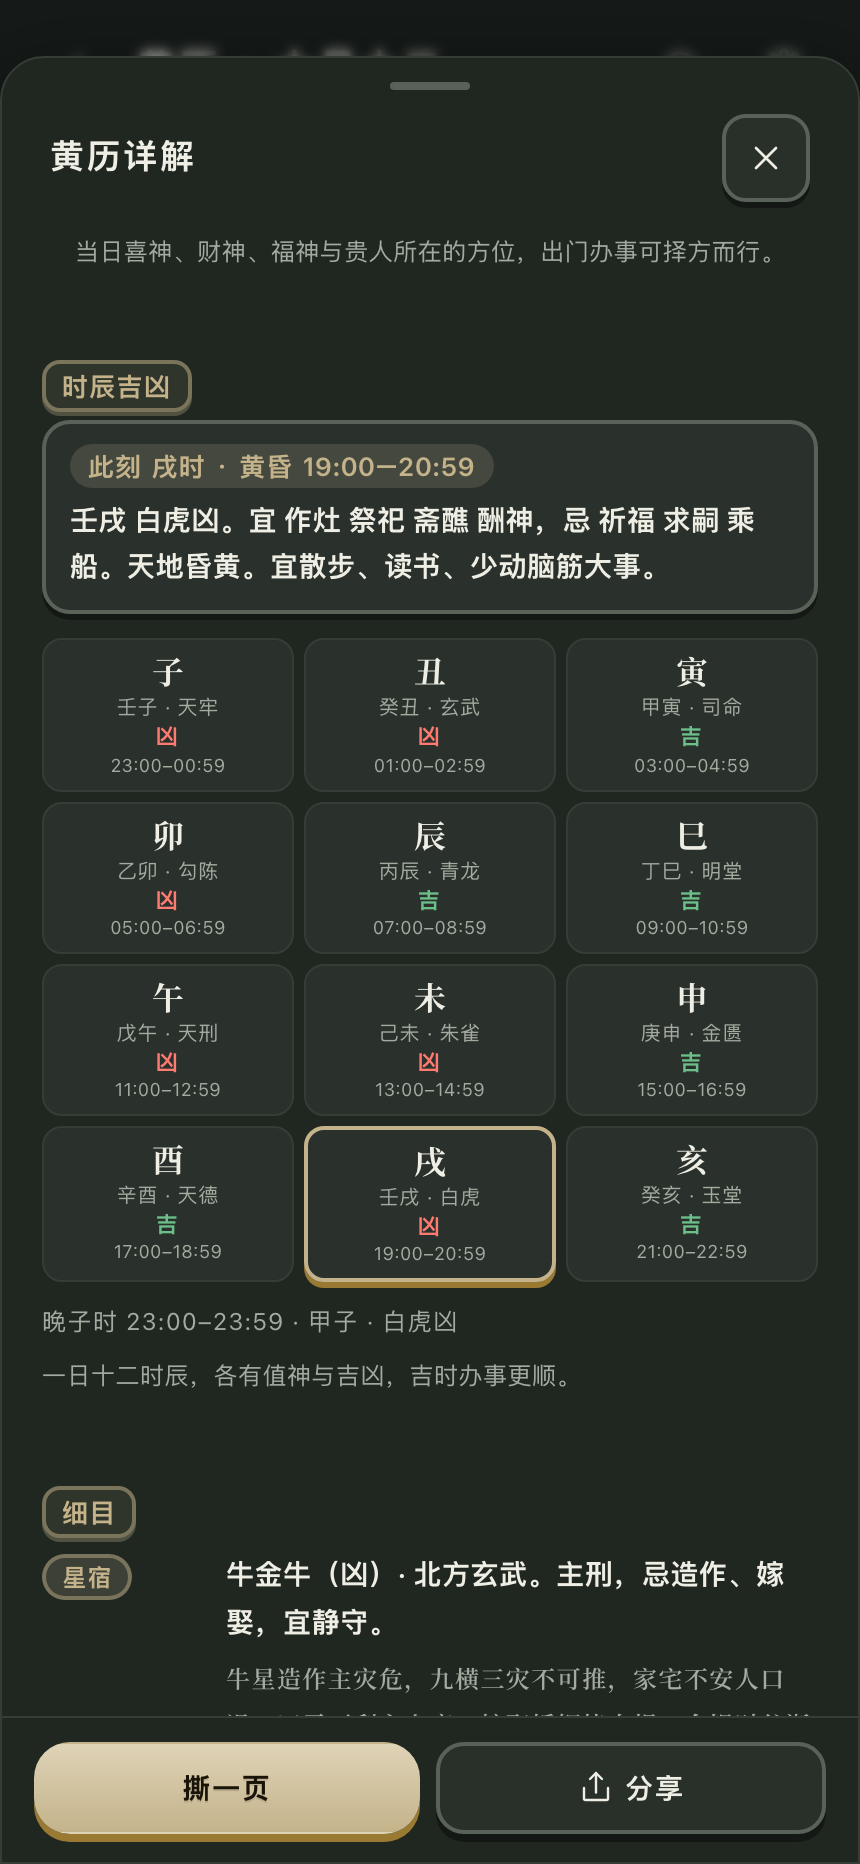 黄历详解
当日喜神、财神、福神与贵人所在的方位，出门办事可择方而行。
时辰吉凶
此刻 戌时 · 黄昏 19:00–20:59
壬戌 白虎凶。宜 作灶 祭祀 斋醮 酬神，忌 祈福 求嗣 乘
船。天地昏黄。宜散步、读书、少动脑筋大事。
子
壬子 · 天牢
凶
23:00–00:59
丑
癸丑 · 玄武
凶
01:00–02:59
寅
甲寅 · 司命
吉
03:00–04:59
卯
乙卯 · 勾陈
凶
05:00–06:59
辰
丙辰 · 青龙
吉
07:00–08:59
巳
丁巳 · 明堂
吉
09:00–10:59
午
戊午 · 天刑
凶
11:00–12:59
未
己未 · 朱雀
凶
13:00–14:59
申
庚申 · 金匮
吉
15:00–16:59
酉
辛酉 · 天德
吉
17:00–18:59
戌
壬戌 · 白虎
凶
19:00–20:59
亥
癸亥 · 玉堂
吉
21:00–22:59
晚子时 23:00–23:59 · 甲子 · 白虎凶
一日十二时辰，各有值神与吉凶，吉时办事更顺。
细目
星宿
牛金牛（凶）· 北方玄武。主刑，忌造作、嫁
娶，宜静守。
牛星造作主灾危，九横三灾不可推，家宅不安人口
撕一页
分享